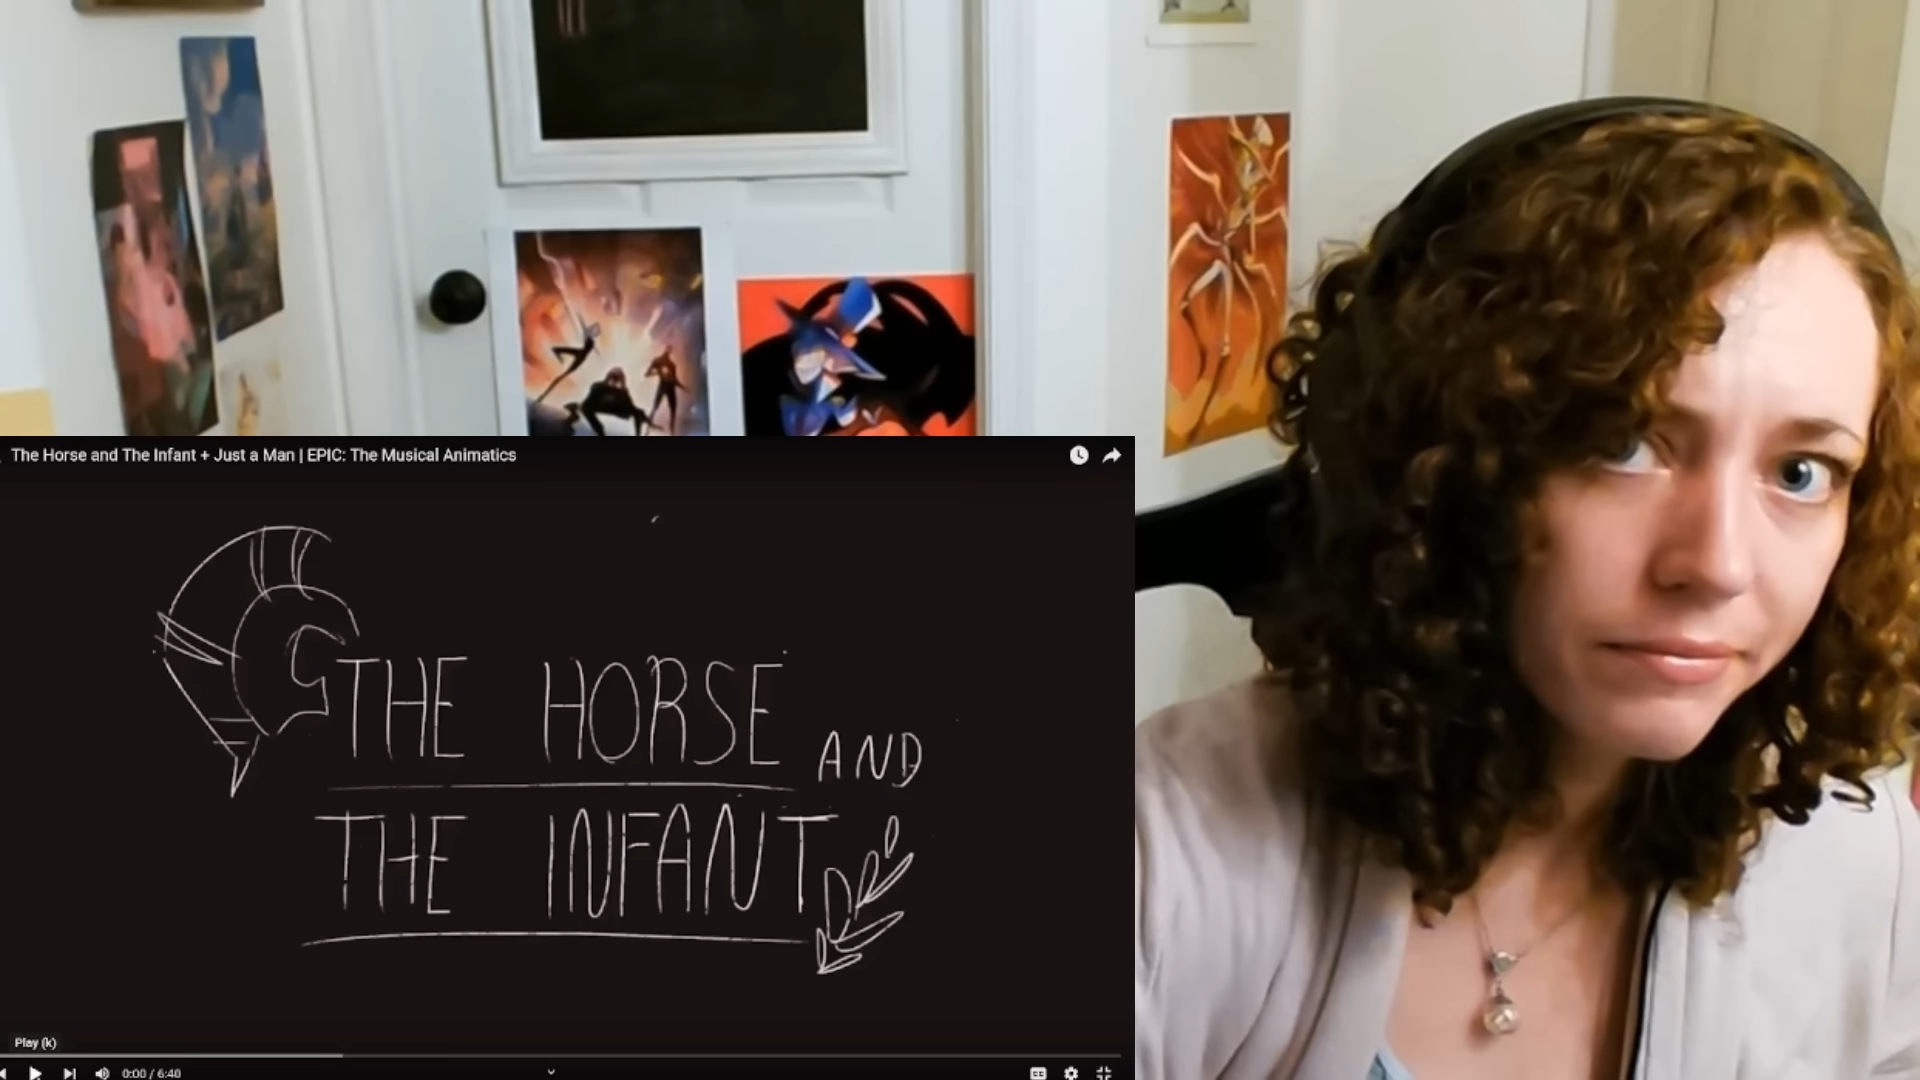 The Horse and The Infant + Just a Man | EPIC: The Musical Animatics
THE HORSE AND
THE INFANT
Play (k)
0:00 / 6:40
CC